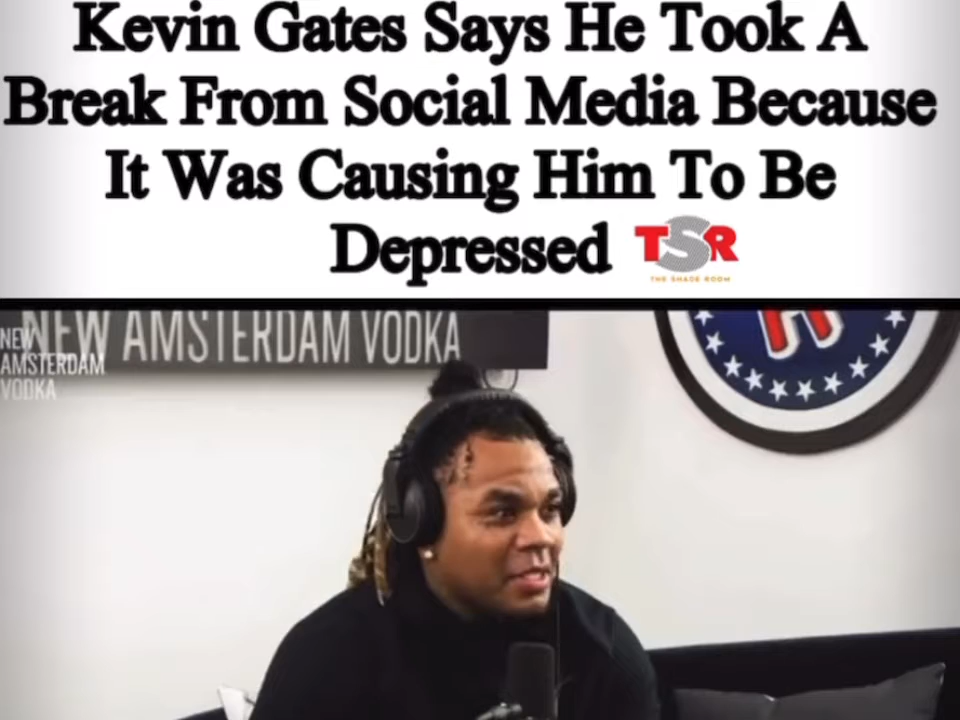 Kevin Gates Says He Took A
Break From Social Media Because
It Was Causing Him To Be
Depressed
TSR
THE SHADE ROOM
NEW AMSTERDAM VODKA
NEW
AMSTERDAM
VODKA